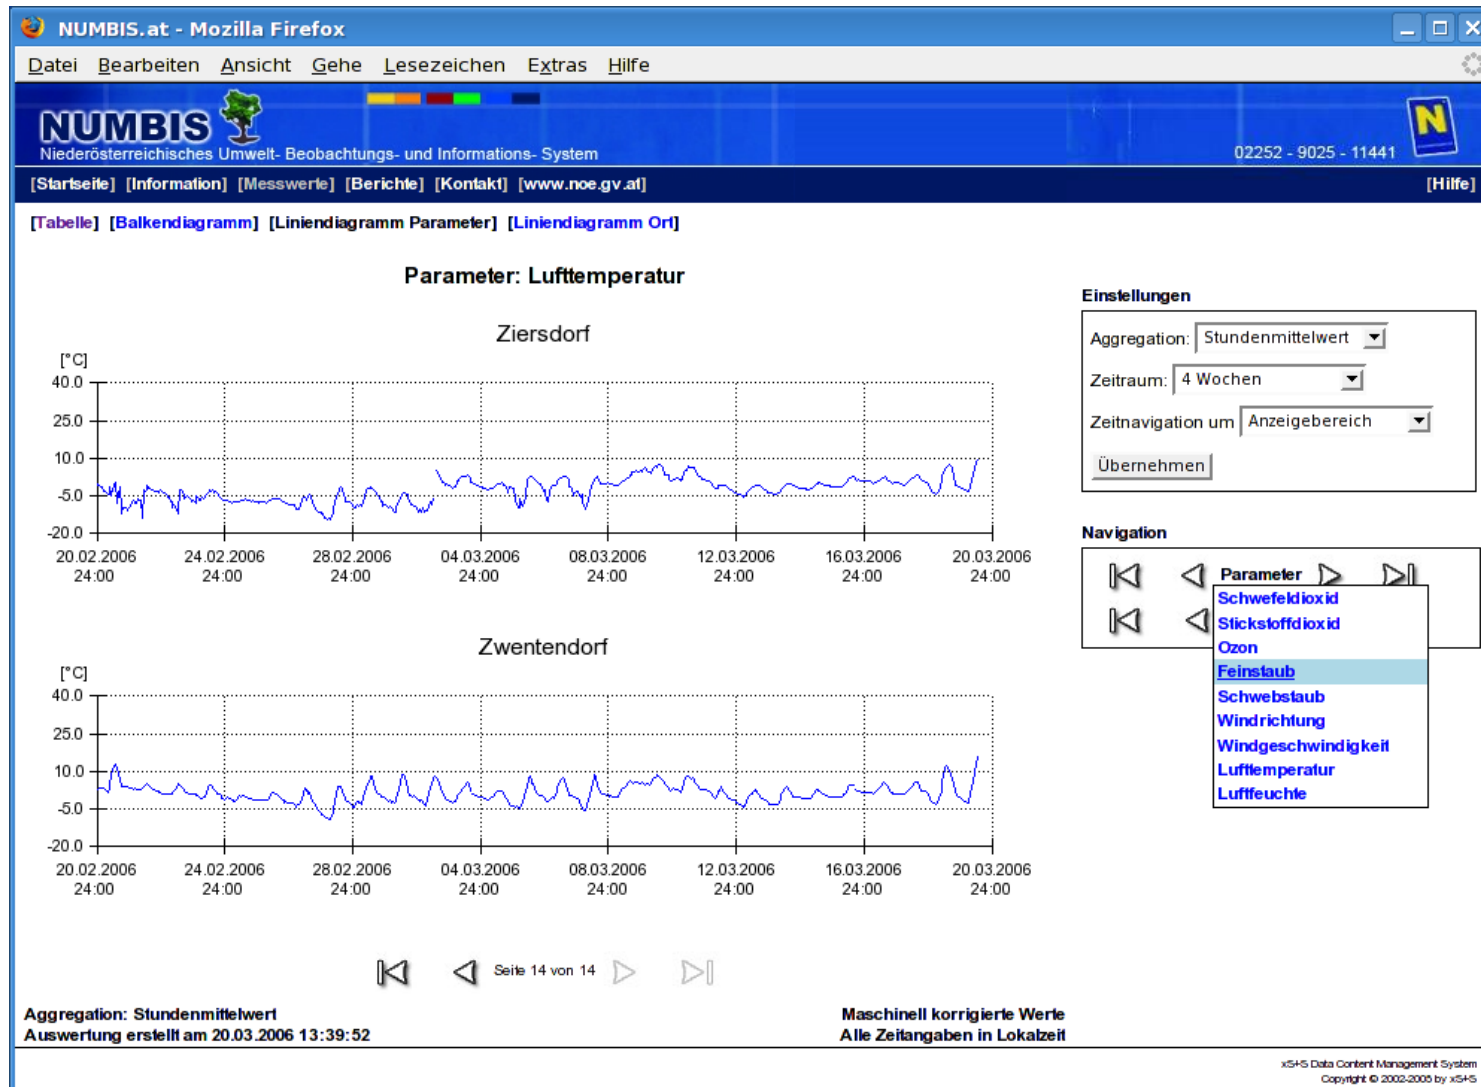 NUMBIS.at - Mozilla Firefox
Datei Bearbeiten Ansicht Gehe Lesezeichen Extras Hilfe
NUMBIS
Niederösterreichisches Umwelt- Beobachtungs- und Informations- System
02252 - 9025 - 11441
N
[Startseite] [Information] [Messwerte] [Berichte] [Kontakt] [www.noe.gv.at] [Hilfe]
[Tabelle] [Balkendiagramm] [Liniendiagramm Parameter] [Liniendiagramm Ort]
Parameter: Lufttemperatur
Ziersdorf
[°C]
40.0
25.0
10.0
-5.0
-20.0
20.02.2006 24.02.2006 28.02.2006 04.03.2006 08.03.2006 12.03.2006 16.03.2006 20.03.2006
24:00 24:00 24:00 24:00 24:00 24:00 24:00 24:00
Zwentendorf
[°C]
40.0
25.0
10.0
-5.0
-20.0
20.02.2006 24.02.2006 28.02.2006 04.03.2006 08.03.2006 12.03.2006 16.03.2006 20.03.2006
24:00 24:00 24:00 24:00 24:00 24:00 24:00 24:00
Seite 14 von 14
Einstellungen
Aggregation: Stundenmittelwert
Zeitraum: 4 Wochen
Zeitnavigation um Anzeigebereich
Übernehmen
Navigation
Parameter
Schwefeldioxid
Stickstoffdioxid
Ozon
Feinstaub
Schwebstaub
Windrichtung
Windgeschwindigkeit
Lufttemperatur
Luftfeuchte
Aggregation: Stundenmittelwert
Auswertung erstellt am 20.03.2006 13:39:52
Maschinell korrigierte Werte
Alle Zeitangaben in Lokalzeit
xS+S Data Content Management System
Copyright © 2002-2005 by xS+S